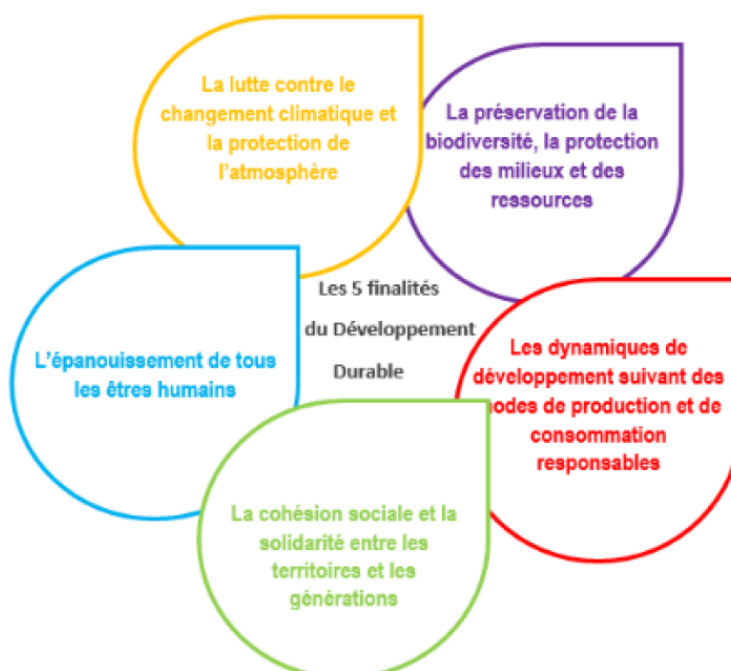 La lutte contre le
changement climatique et
la protection de
l'atmosphère
La préservation de la
biodiversité, la protection
des milieux et des
ressources
Les 5 finalités
du Développement
Durable
L'épanouissement de tous
les êtres humains
Les dynamiques de
développement suivant des
modes de production et de
consommation
responsables
La cohésion sociale et la
solidarité entre les
territoires et les
générations